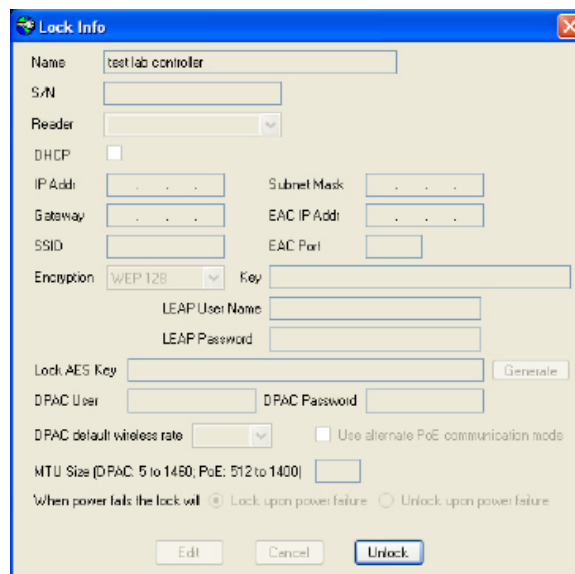 Lock Info
Name test lab controller
S/N
Reader
DHCP
IP Addr . . . Subnet Mask . . .
Gateway . . . EAC IP Addr . . .
SSID EAC Port
Encryption WEP 128 Key
LEAP User Name
LEAP Password
Lock AES Key Generate
DPAC User DPAC Password
DPAC default wireless rate Use alternate PoE communication mode
MTU Size (DPAC: 5 to 1460; PoE: 512 to 1400)
When power fails the lock will Lock upon power failure Unlock upon power failure
Edit Cancel Unlock